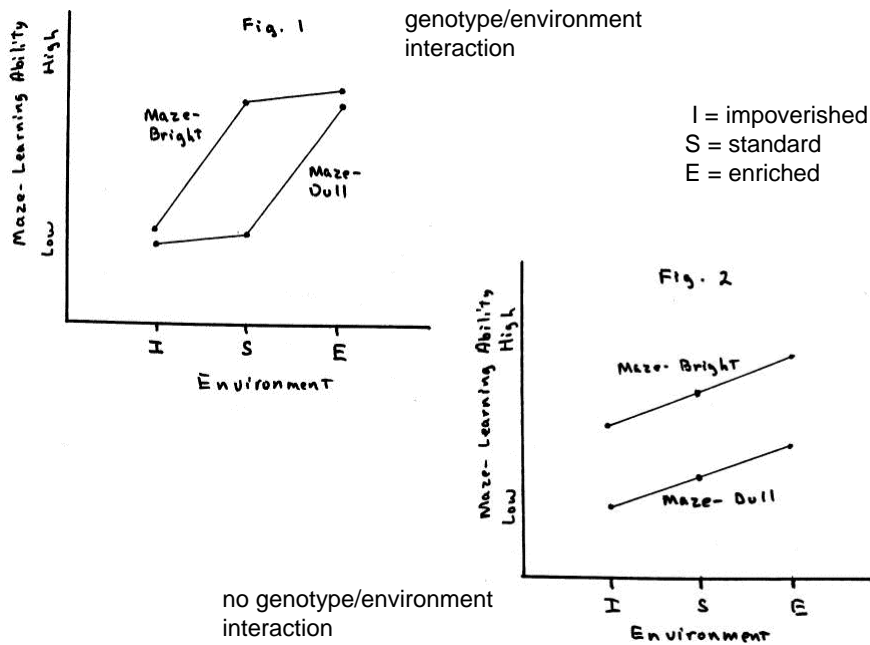 Fig. 1
genotype/environment
interaction
Maze-Learning Ability
High
Low
Maze-
Bright
Maze-
Dull
I S E
Environment
I = impoverished
S = standard
E = enriched
Fig. 2
Maze-Learning Ability
High
Low
Maze-Bright
Maze-Dull
I S E
Environment
no genotype/environment
interaction